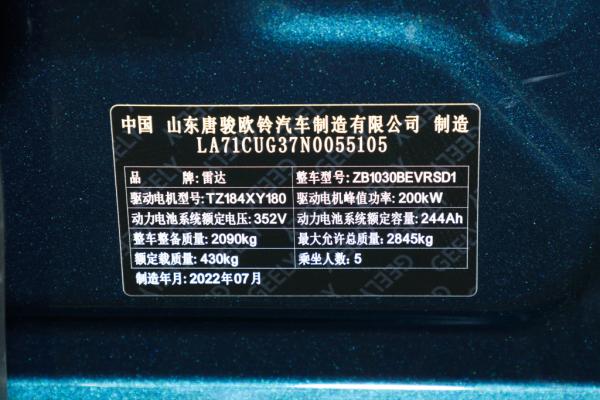 中国 山东唐骏欧铃汽车制造有限公司 制造
LA71CUG37N0055105
品 牌: 雷达 整车型号: ZB1030BEVRSD1
驱动电机型号: TZ184XY180 驱动电机峰值功率: 200kW
动力电池系统额定电压: 352V 动力电池系统额定容量: 244Ah
整车整备质量: 2090kg 最大允许总质量: 2845kg
额定载质量: 430kg 乘坐人数: 5
制造年月: 2022年07月